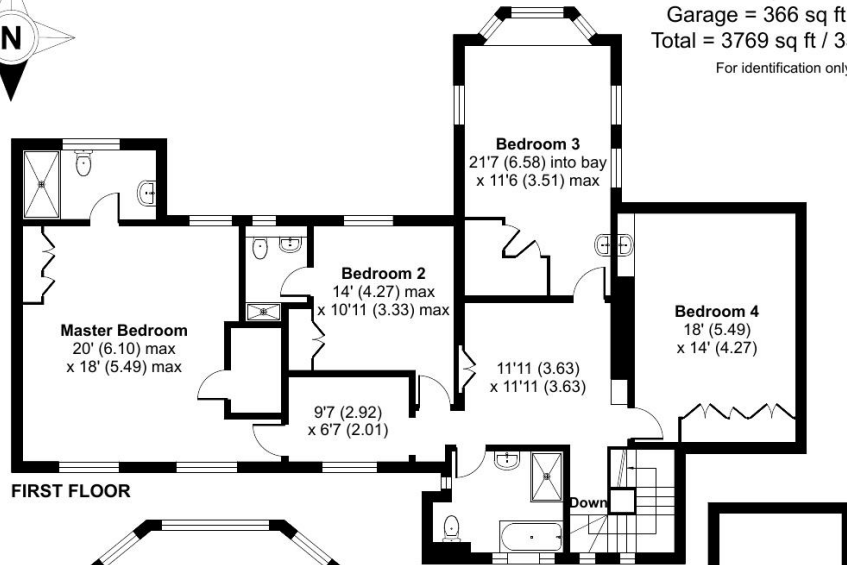 N
Garage = 366 sq ft
Total = 3769 sq ft / 3
For identification only
Bedroom 3
21'7 (6.58) into bay
x 11'6 (3.51) max
Bedroom 2
14' (4.27) max
x 10'11 (3.33) max
Master Bedroom
20' (6.10) max
x 18' (5.49) max
Bedroom 4
18' (5.49)
x 14' (4.27)
11'11 (3.63)
x 11'11 (3.63)
9'7 (2.92)
x 6'7 (2.01)
FIRST FLOOR
Down